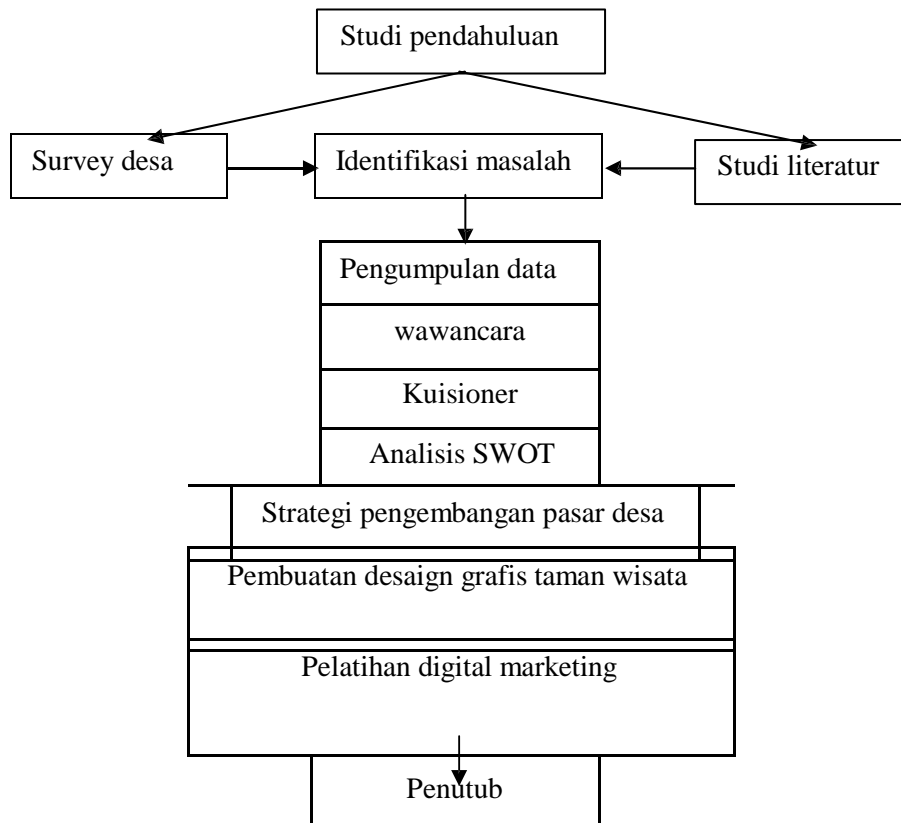 Studi pendahuluan
Survey desa
Identifikasi masalah
Studi literatur
Pengumpulan data
wawancara
Kuisioner
Analisis SWOT
Strategi pengembangan pasar desa
Pembuatan desaign grafis taman wisata
Pelatihan digital marketing
Penutub